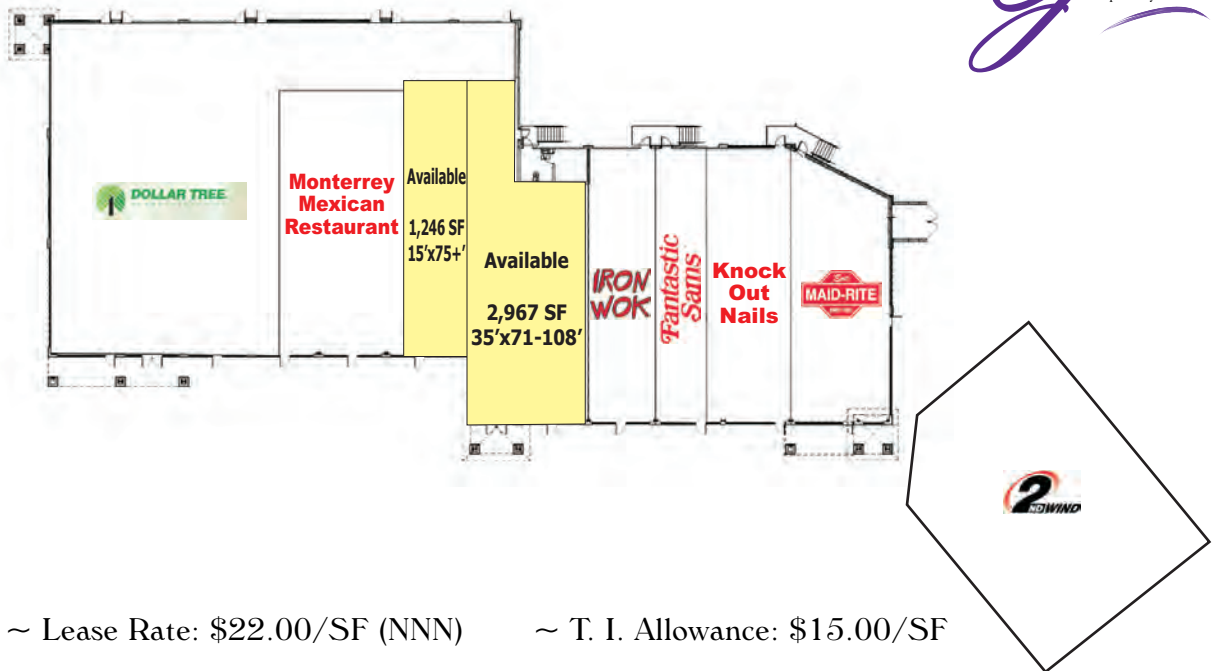 DOLLAR TREE
Monterrey
Mexican
Restaurant
Available
1,246 SF
15'x75+'
Available
2,967 SF
35'x71-108'
IRON
WOK
Fantastic
Sams
Knock
Out
Nails
MAID-RITE
2ND WIND
~ Lease Rate: $22.00/SF (NNN)
~ T. I. Allowance: $15.00/SF